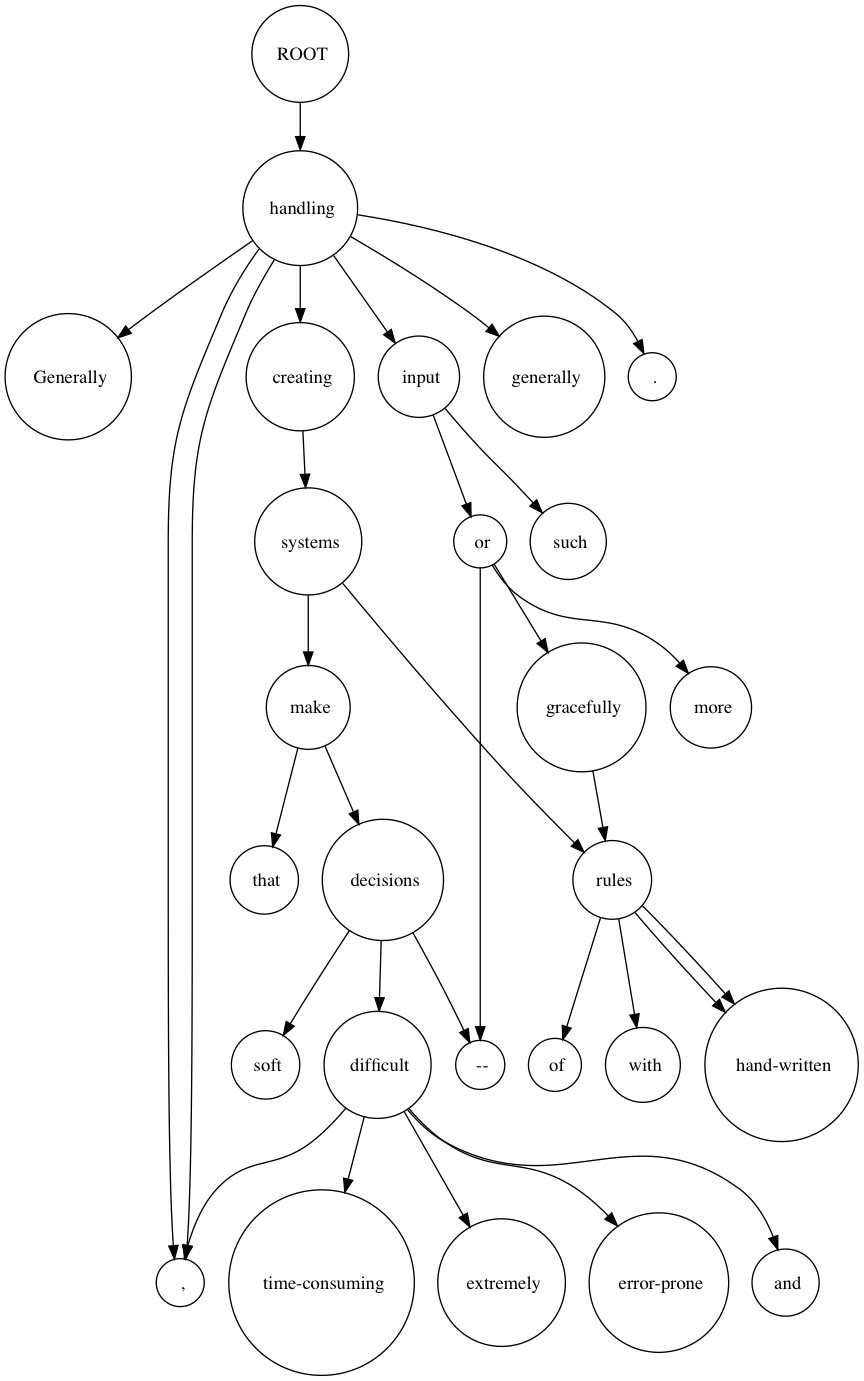 ROOT
handling
Generally
creating
input
generally
.
systems
or
such
make
gracefully
more
that
decisions
rules
soft
difficult
--
of
with
hand-written
,
time-consuming
extremely
error-prone
and